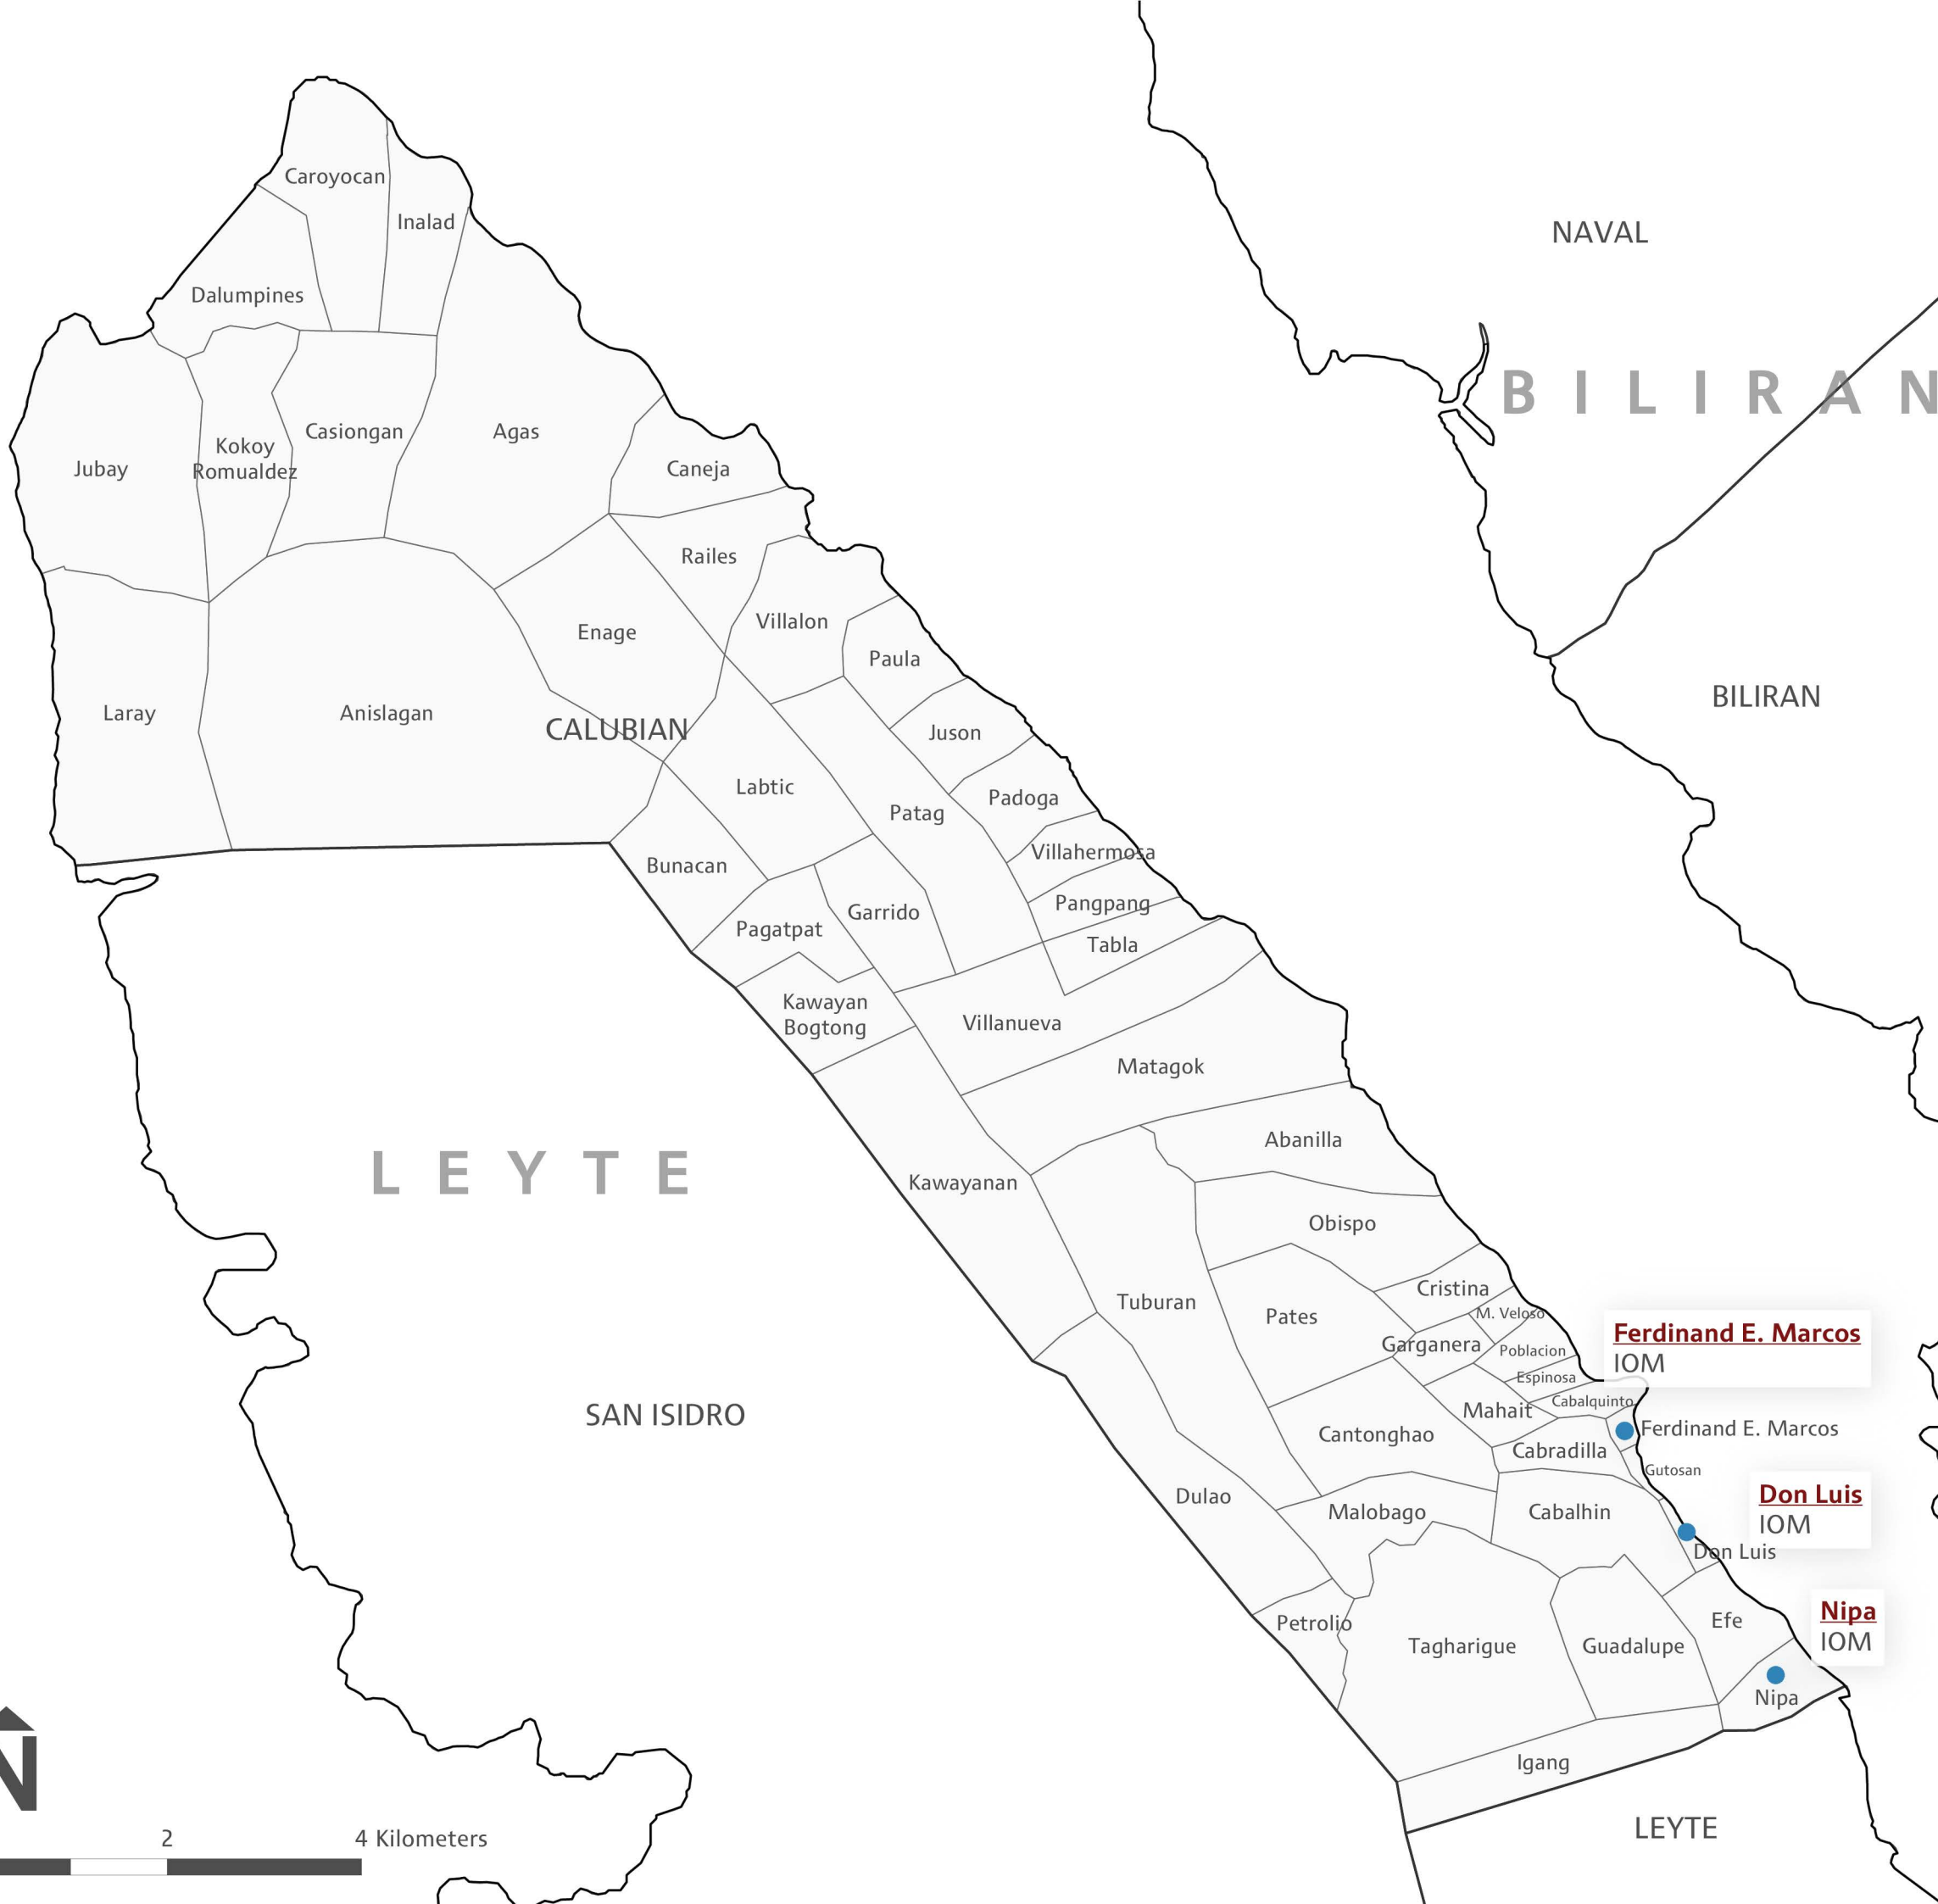 Caroyocan
Inalad
NAVAL
Dalumpines
BILIRAN
Casiongan
Agas
Kokoy
Romualdez
Jubay
Caneja
Railes
Villalon
Enage
Paula
BILIRAN
Laray
Anislagan
CALUBIAN
Juson
Labtic
Padoga
Patag
Villahermosa
Bunacan
Pangpang
Garrido
Pagatpat
Tabla
Kawayan
Bogtong
Villanueva
Matagok
Abanilla
LEYTE
Kawayanan
Obispo
Cristina
Tuburan
M. Veloso
Pates
Ferdinand E. Marcos
IOM
Garganera
Poblacion
Espinosa
Cabalquinto
Mahait
SAN ISIDRO
Ferdinand E. Marcos
Cantonghao
Cabradilla
Gutosan
Dulao
Don Luis
IOM
Malobago
Cabalhin
Don Luis
Nipa
IOM
Petrolio
Efe
Tagharigue
Guadalupe
Nipa
Igang
N
LEYTE
2
4 Kilometers